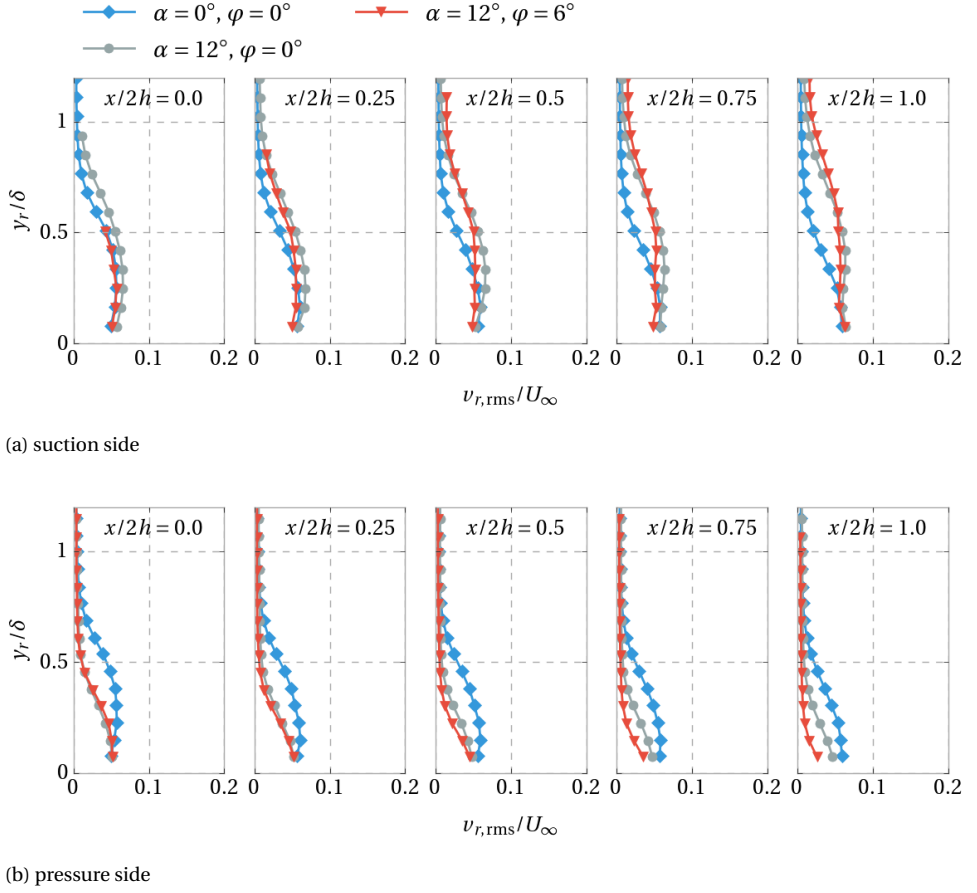 α = 0°, φ = 0° α = 12°, φ = 6°
α = 12°, φ = 0°
x/2h = 0.0 x/2h = 0.25 x/2h = 0.5 x/2h = 0.75 x/2h = 1.0
1
y_r/δ
0.5
0
0 0.1 0.2 0 0.1 0.2 0 0.1 0.2 0 0.1 0.2 0 0.1 0.2
v_{r,rms}/U_∞
(a) suction side
x/2h = 0.0 x/2h = 0.25 x/2h = 0.5 x/2h = 0.75 x/2h = 1.0
1
y_r/δ
0.5
0
0 0.1 0.2 0 0.1 0.2 0 0.1 0.2 0 0.1 0.2 0 0.1 0.2
v_{r,rms}/U_∞
(b) pressure side